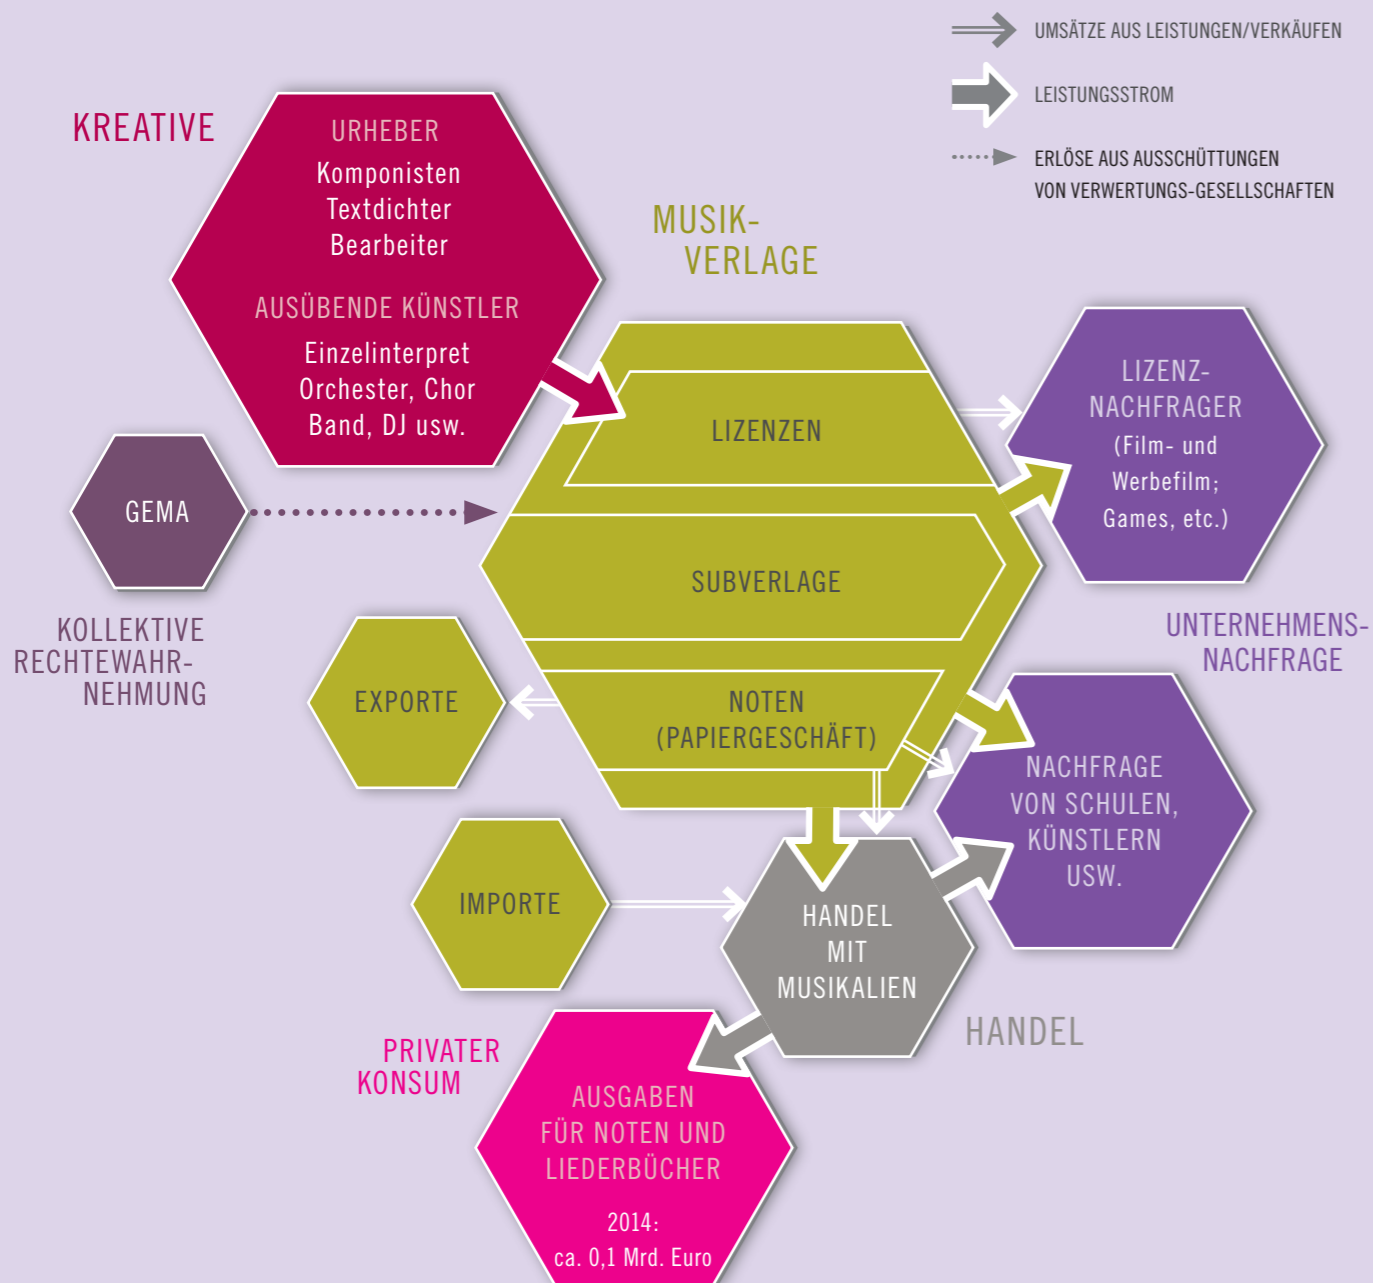 UMSÄTZE AUS LEISTUNGEN/VERKÄUFEN
LEISTUNGSSTROM
ERLÖSE AUS AUSSCHÜTTUNGEN
VON VERWERTUNGS-GESELLSCHAFTEN
KREATIVE
URHEBER
Komponisten
Textdichter
Bearbeiter
AUSÜBENDE KÜNSTLER
Einzelinterpret
Orchester, Chor
Band, DJ usw.
MUSIK-
VERLAGE
LIZENZEN
SUBVERLAGE
NOTEN
(PAPIERGESCHÄFT)
LIZENZ-
NACHFRAGER
(Film- und
Werbefilm;
Games, etc.)
UNTERNEHMENS-
NACHFRAGE
GEMA
KOLLEKTIVE
RECHTEWAHR-
NEHMUNG
EXPORTE
NACHFRAGE
VON SCHULEN,
KÜNSTLERN
USW.
IMPORTE
HANDEL
MIT
MUSIKALIEN
HANDEL
PRIVATER
KONSUM
AUSGABEN
FÜR NOTEN UND
LIEDERBÜCHER
2014:
ca. 0,1 Mrd. Euro